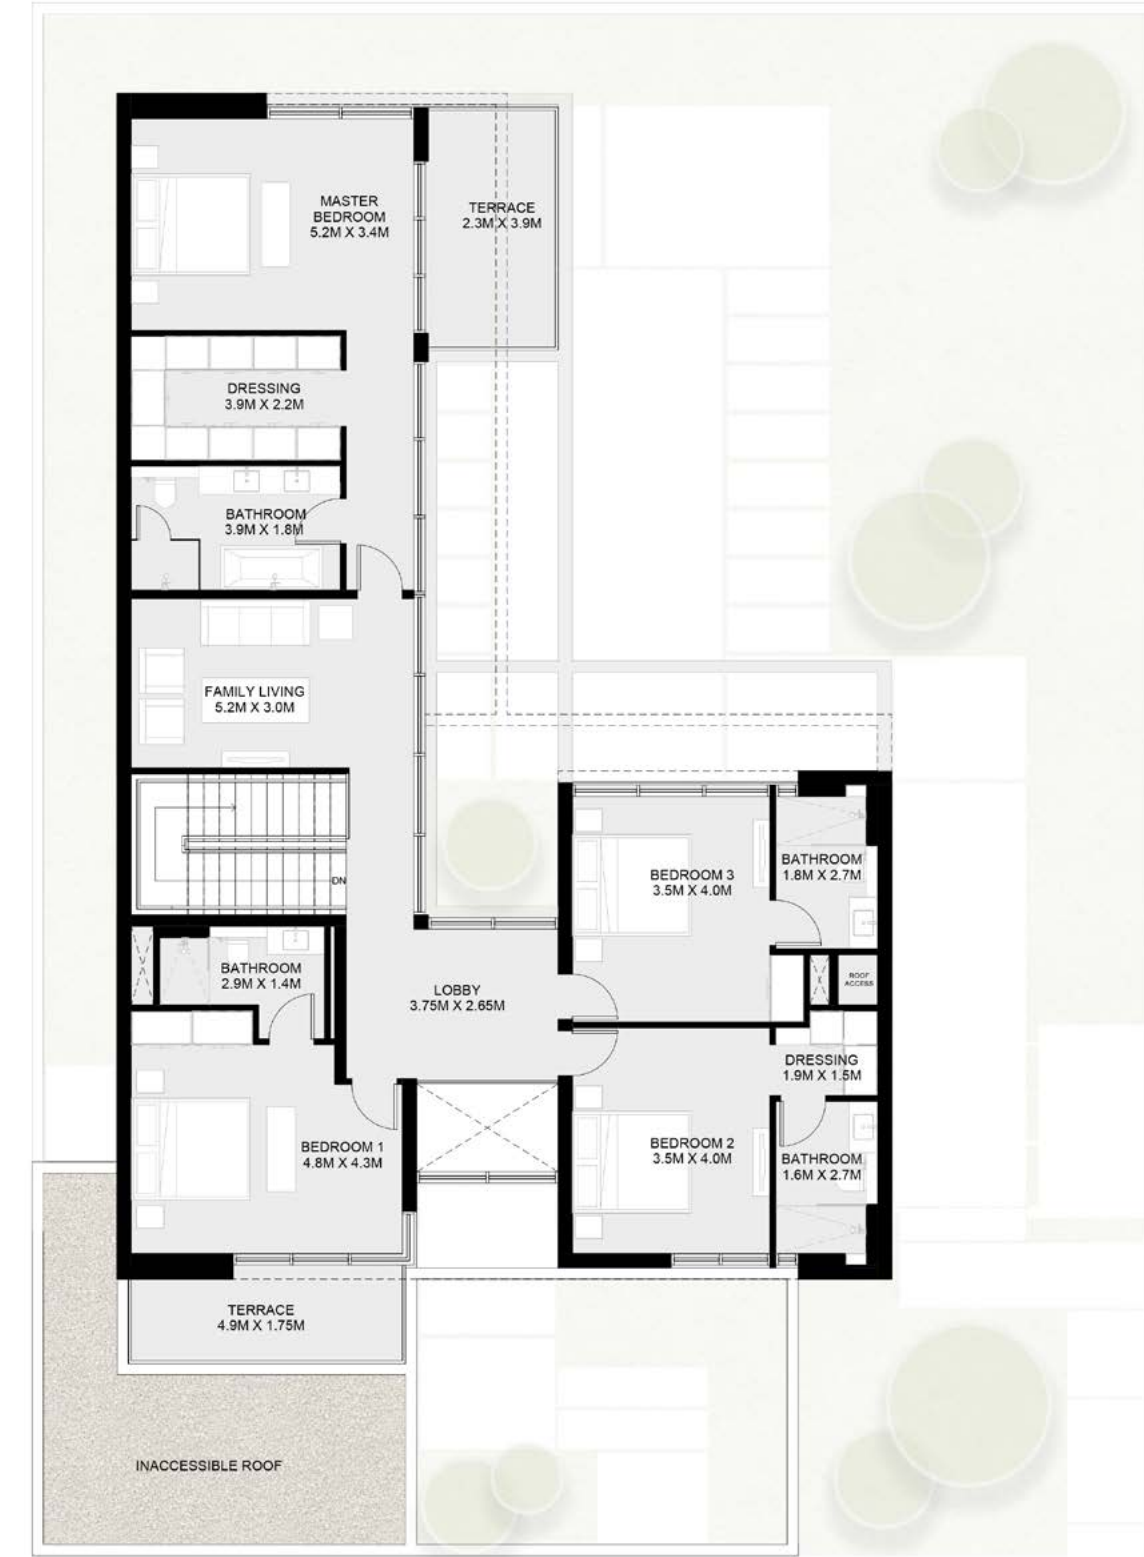 MASTER
BEDROOM
5.2M X 3.4M
TERRACE
2.3M X 3.9M
DRESSING
3.9M X 2.2M
BATHROOM
3.9M X 1.8M
FAMILY LIVING
5.2M X 3.0M
DN
BEDROOM 3
3.5M X 4.0M
BATHROOM
1.8M X 2.7M
BATHROOM
2.9M X 1.4M
LOBBY
3.75M X 2.65M
ROOF
ACCESS
DRESSING
1.9M X 1.5M
BEDROOM 1
4.8M X 4.3M
BEDROOM 2
3.5M X 4.0M
BATHROOM
1.6M X 2.7M
TERRACE
4.9M X 1.75M
INACCESSIBLE ROOF